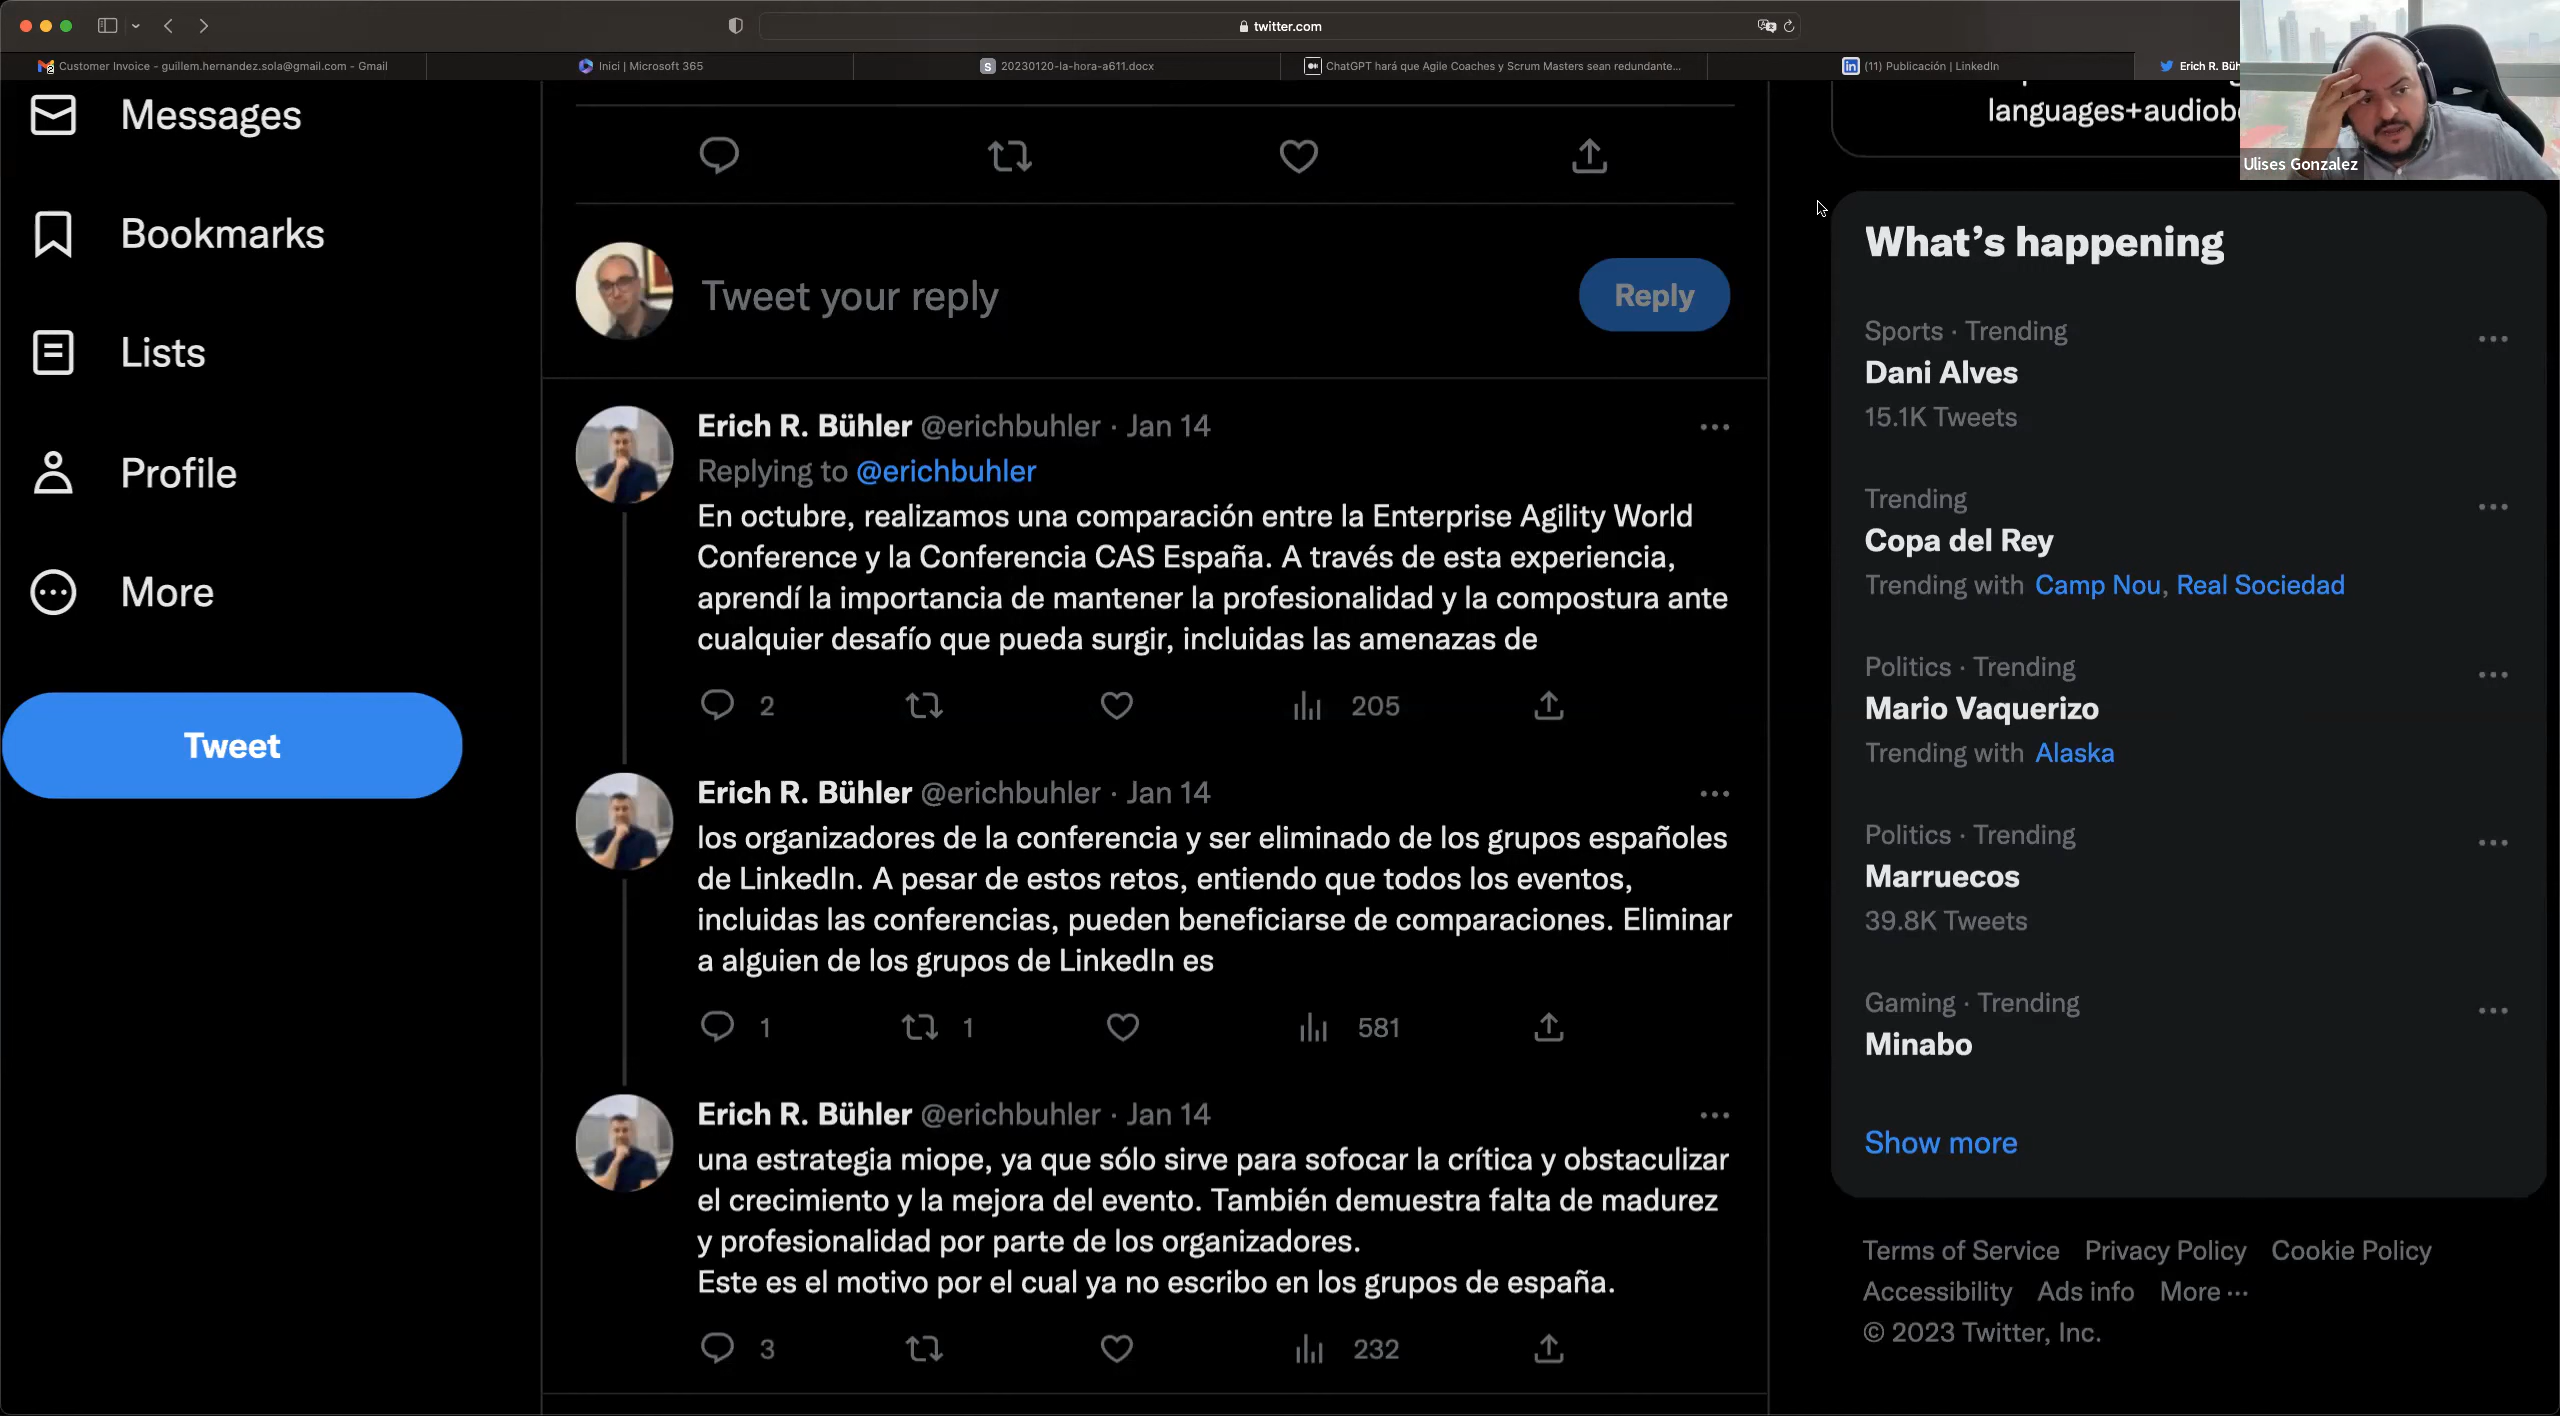 twitter.com
Customer Invoice - guillem.hernandez.sola@gmail.com - Gmail
Inici | Microsoft 365
20230120-la-hora-a611.docx
ChatGPT hará que Agile Coaches y Scrum Masters sean redundante...
(11) Publicación | LinkedIn
Erich R. Büh
Messages
Bookmarks
Lists
Profile
More
Tweet
Tweet your reply
Reply
Erich R. Bühler @erichbuhler · Jan 14
Replying to @erichbuhler
En octubre, realizamos una comparación entre la Enterprise Agility World
Conference y la Conferencia CAS España. A través de esta experiencia,
aprendí la importancia de mantener la profesionalidad y la compostura ante
cualquier desafío que pueda surgir, incluidas las amenazas de
2 205
Erich R. Bühler @erichbuhler · Jan 14
los organizadores de la conferencia y ser eliminado de los grupos españoles
de LinkedIn. A pesar de estos retos, entiendo que todos los eventos,
incluidas las conferencias, pueden beneficiarse de comparaciones. Eliminar
a alguien de los grupos de LinkedIn es
1 1 581
Erich R. Bühler @erichbuhler · Jan 14
una estrategia miope, ya que sólo sirve para sofocar la crítica y obstaculizar
el crecimiento y la mejora del evento. También demuestra falta de madurez
y profesionalidad por parte de los organizadores.
Este es el motivo por el cual ya no escribo en los grupos de españa.
3 232
languages+audiob
Ulises Gonzalez
What's happening
Sports · Trending
Dani Alves
15.1K Tweets
Trending
Copa del Rey
Trending with Camp Nou, Real Sociedad
Politics · Trending
Mario Vaquerizo
Trending with Alaska
Politics · Trending
Marruecos
39.8K Tweets
Gaming · Trending
Minabo
Show more
Terms of Service Privacy Policy Cookie Policy
Accessibility Ads info More ···
© 2023 Twitter, Inc.